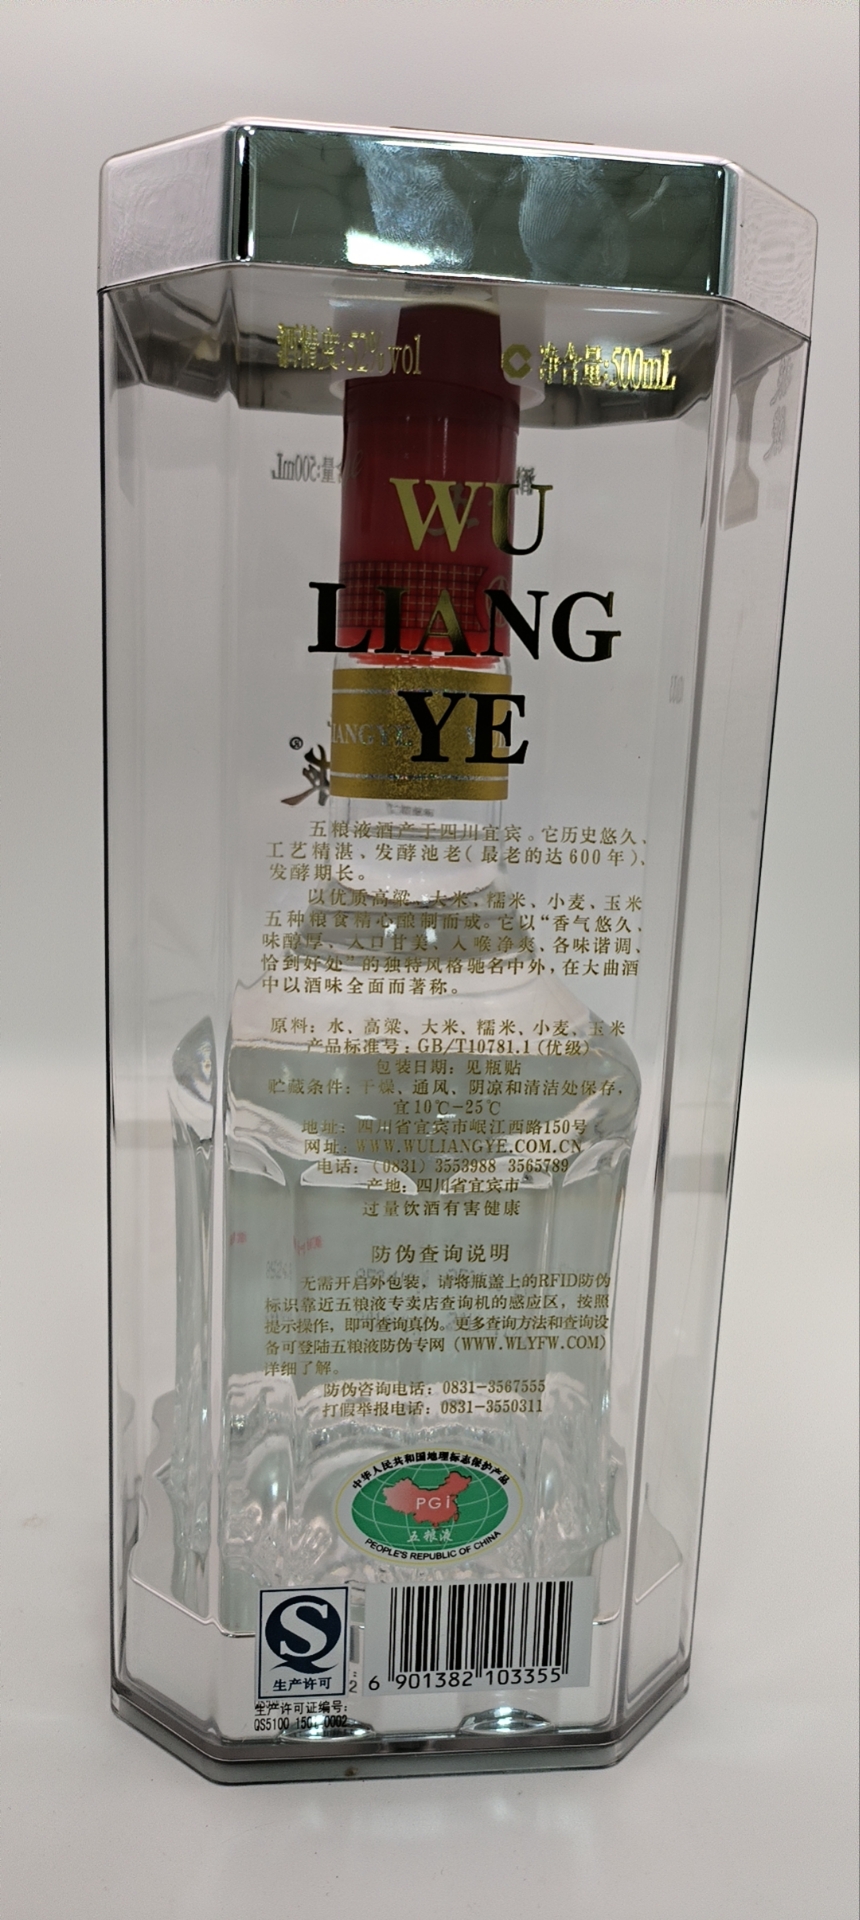 酒精度:52%vol
净含量:500mL
WU
LIANG
YE
五粮液酒产于四川宜宾。它历史悠久、
工艺精湛、发酵池老(最老的达600年)、
发酵期长。
以优质高粱、大米、糯米、小麦、玉米
五种粮食精心酿制而成。它以“香气悠久、
味醇厚、入口甘美、入喉净爽、各味谐调、
恰到好处”的独特风格驰名中外,在大曲酒
中以酒味全面而著称。
原料: 水、高粱、大米、糯米、小麦、玉米
产品标准号: GB/T10781.1 (优级)
包装日期: 见瓶贴
贮藏条件: 干燥、通风、阴凉和清洁处保存,
宜10℃-25℃
地址: 四川省宜宾市岷江西路150号
网址: WWW.WULIANGYE.COM.CN
电话: (0831) 3553988 3565789
产地: 四川省宜宾市
过量饮酒有害健康
防伪查询说明
无需开启外包装, 请将瓶盖上的RFID防伪
标识靠近五粮液专卖店查询机的感应区, 按照
提示操作, 即可查询真伪。更多查询方法和查询设
备可登陆五粮液防伪专网 (WWW.WLYFW.COM)
详细了解。
防伪咨询电话: 0831-3567555
打假举报电话: 0831-3550311
中华人民共和国地理标志保护产品
PGI
五粮液
PEOPLE'S REPUBLIC OF CHINA
生产许可
6 901382 103355
生产许可证编号:
QS5100 1501 0002